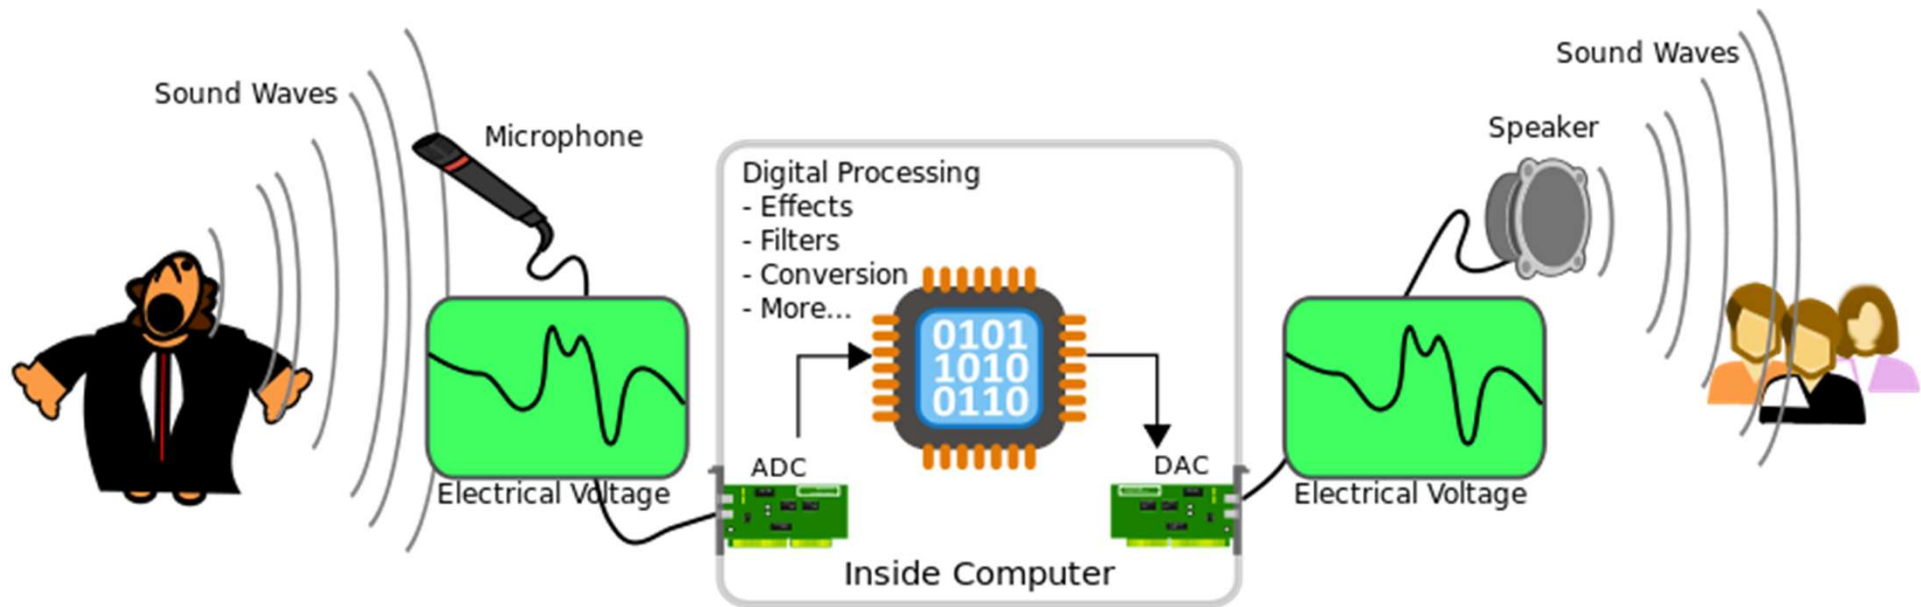 Sound Waves
Microphone
Electrical Voltage
Digital Processing
- Effects
- Filters
- Conversion
- More...
0101
1010
0110
ADC
DAC
Inside Computer
Electrical Voltage
Speaker
Sound Waves